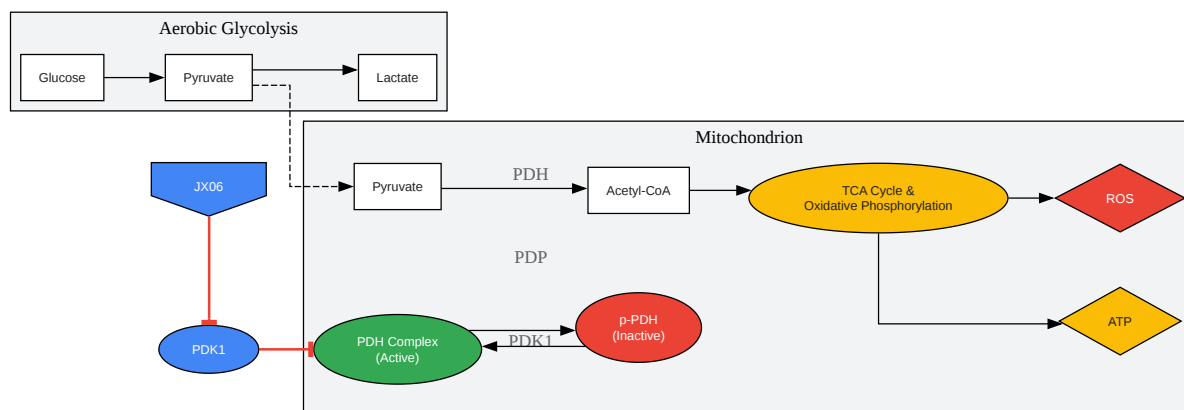 Aerobic Glycolysis
Glucose
Pyruvate
Lactate
Mitochondrion
JX06
Pyruvate
PDH
Acetyl-CoA
TCA Cycle &
Oxidative Phosphorylation
ROS
PDP
PDK1
PDH Complex
(Active)
PDK1
p-PDH
(Inactive)
ATP